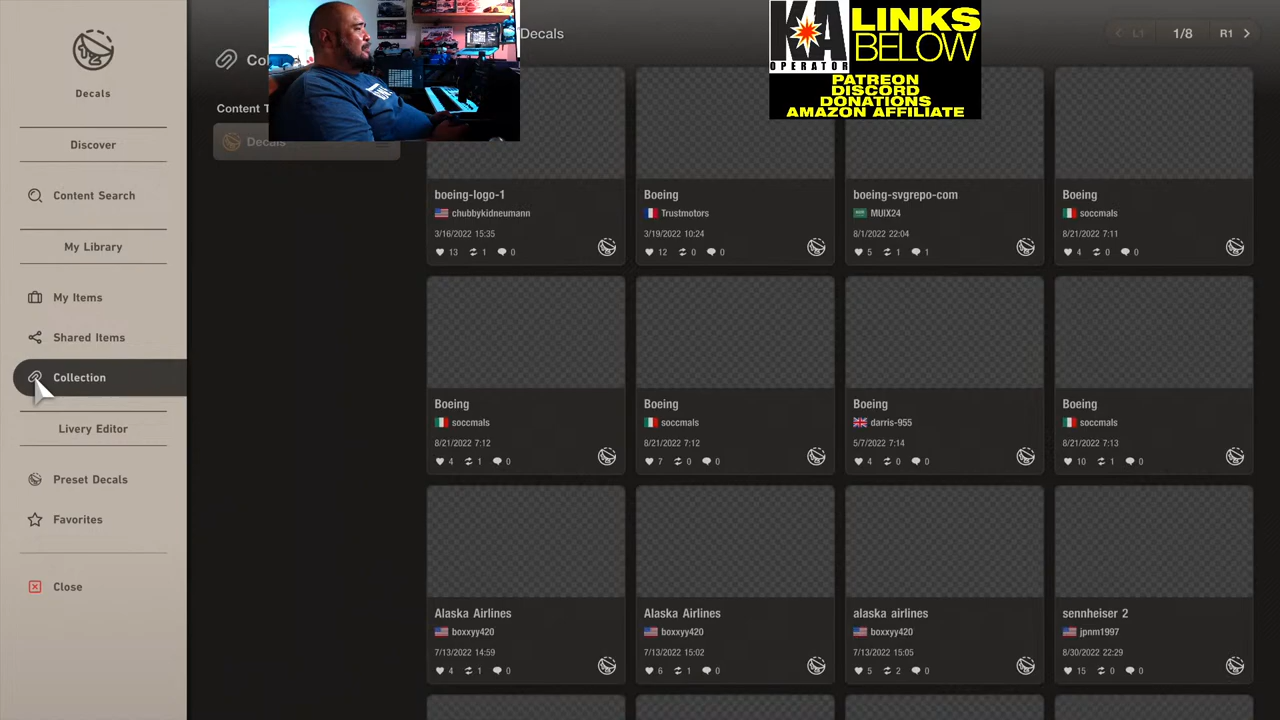 Decals
Discover
Content Search
My Library
My Items
Shared Items
Collection
Livery Editor
Preset Decals
Favorites
Close
Content
Decals
Decals
KA
OPERATOR
LINKS
BELOW
PATREON
DISCORD
DONATIONS
AMAZON AFFILIATE
L1
1/8
R1
boeing-logo-1
chubbykidneumann
3/16/2022 15:35
13 1 0
Boeing
Trustmotors
3/19/2022 10:24
12 0 0
boeing-svgrepo-com
MUIX24
8/1/2022 22:04
5 1 1
Boeing
soccmals
8/21/2022 7:11
4 0 0
Boeing
soccmals
8/21/2022 7:12
4 1 0
Boeing
soccmals
8/21/2022 7:12
7 0 0
Boeing
darris-955
5/7/2022 7:14
4 0 0
Boeing
soccmals
8/21/2022 7:13
10 1 0
Alaska Airlines
boxxyy420
7/13/2022 14:59
4 1 0
Alaska Airlines
boxxyy420
7/13/2022 15:02
6 1 0
alaska airlines
boxxyy420
7/13/2022 15:05
5 2 0
sennheiser 2
jpnm1997
8/30/2022 22:29
15 0 0